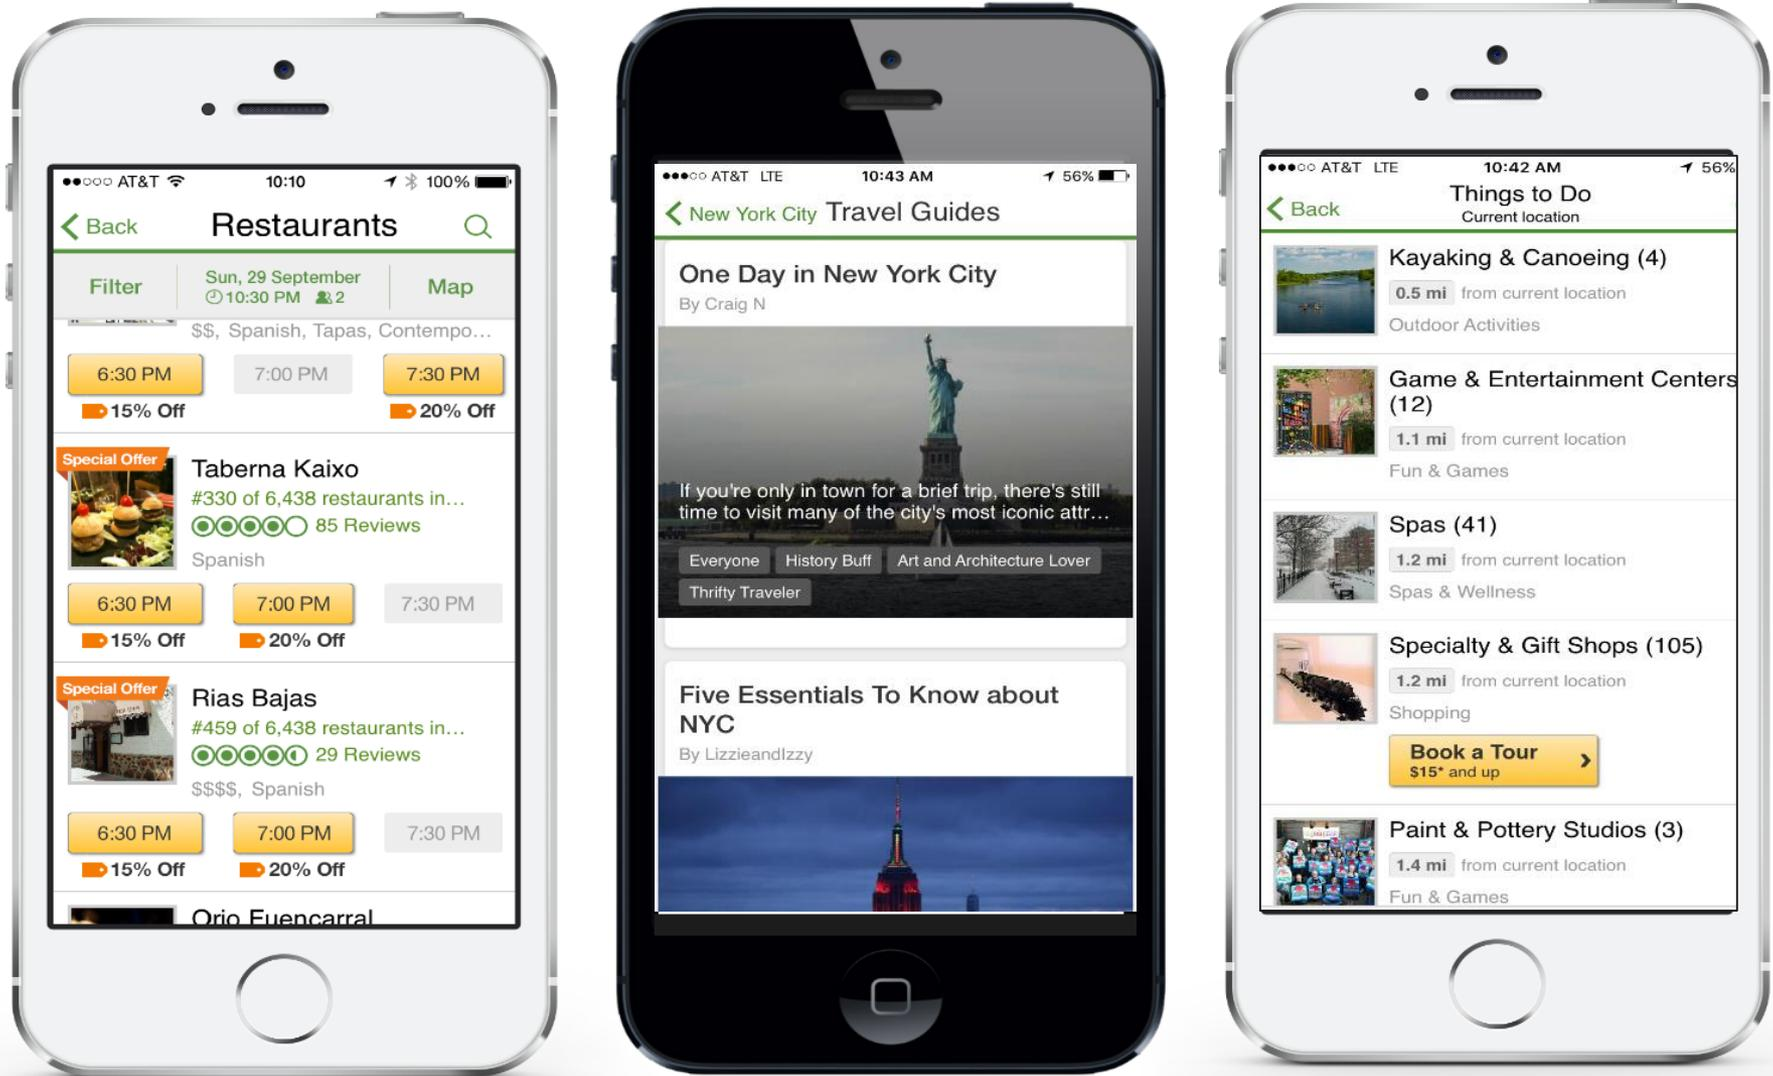 AT&T
10:10
100%
Back
Restaurants
Filter
Sun, 29 September
10:30 PM 2
Map
$$, Spanish, Tapas, Contempo...
6:30 PM
7:00 PM
7:30 PM
15% Off
20% Off
Special Offer
Taberna Kaixo
#330 of 6,438 restaurants in...
85 Reviews
Spanish
6:30 PM
7:00 PM
7:30 PM
15% Off
20% Off
Special Offer
Rias Bajas
#459 of 6,438 restaurants in...
29 Reviews
$$$$, Spanish
6:30 PM
7:00 PM
7:30 PM
15% Off
20% Off
Orio Fuencarral
AT&T LTE
10:43 AM
56%
New York City
Travel Guides
One Day in New York City
By Craig N
If you're only in town for a brief trip, there's still
time to visit many of the city's most iconic attr...
Everyone
History Buff
Art and Architecture Lover
Thrifty Traveler
Five Essentials To Know about
NYC
By LizzieandIzzy
AT&T LTE
10:42 AM
56%
Back
Things to Do
Current location
Kayaking & Canoeing (4)
0.5 mi from current location
Outdoor Activities
Game & Entertainment Centers
(12)
1.1 mi from current location
Fun & Games
Spas (41)
1.2 mi from current location
Spas & Wellness
Specialty & Gift Shops (105)
1.2 mi from current location
Shopping
Book a Tour
$15* and up
Paint & Pottery Studios (3)
1.4 mi from current location
Fun & Games